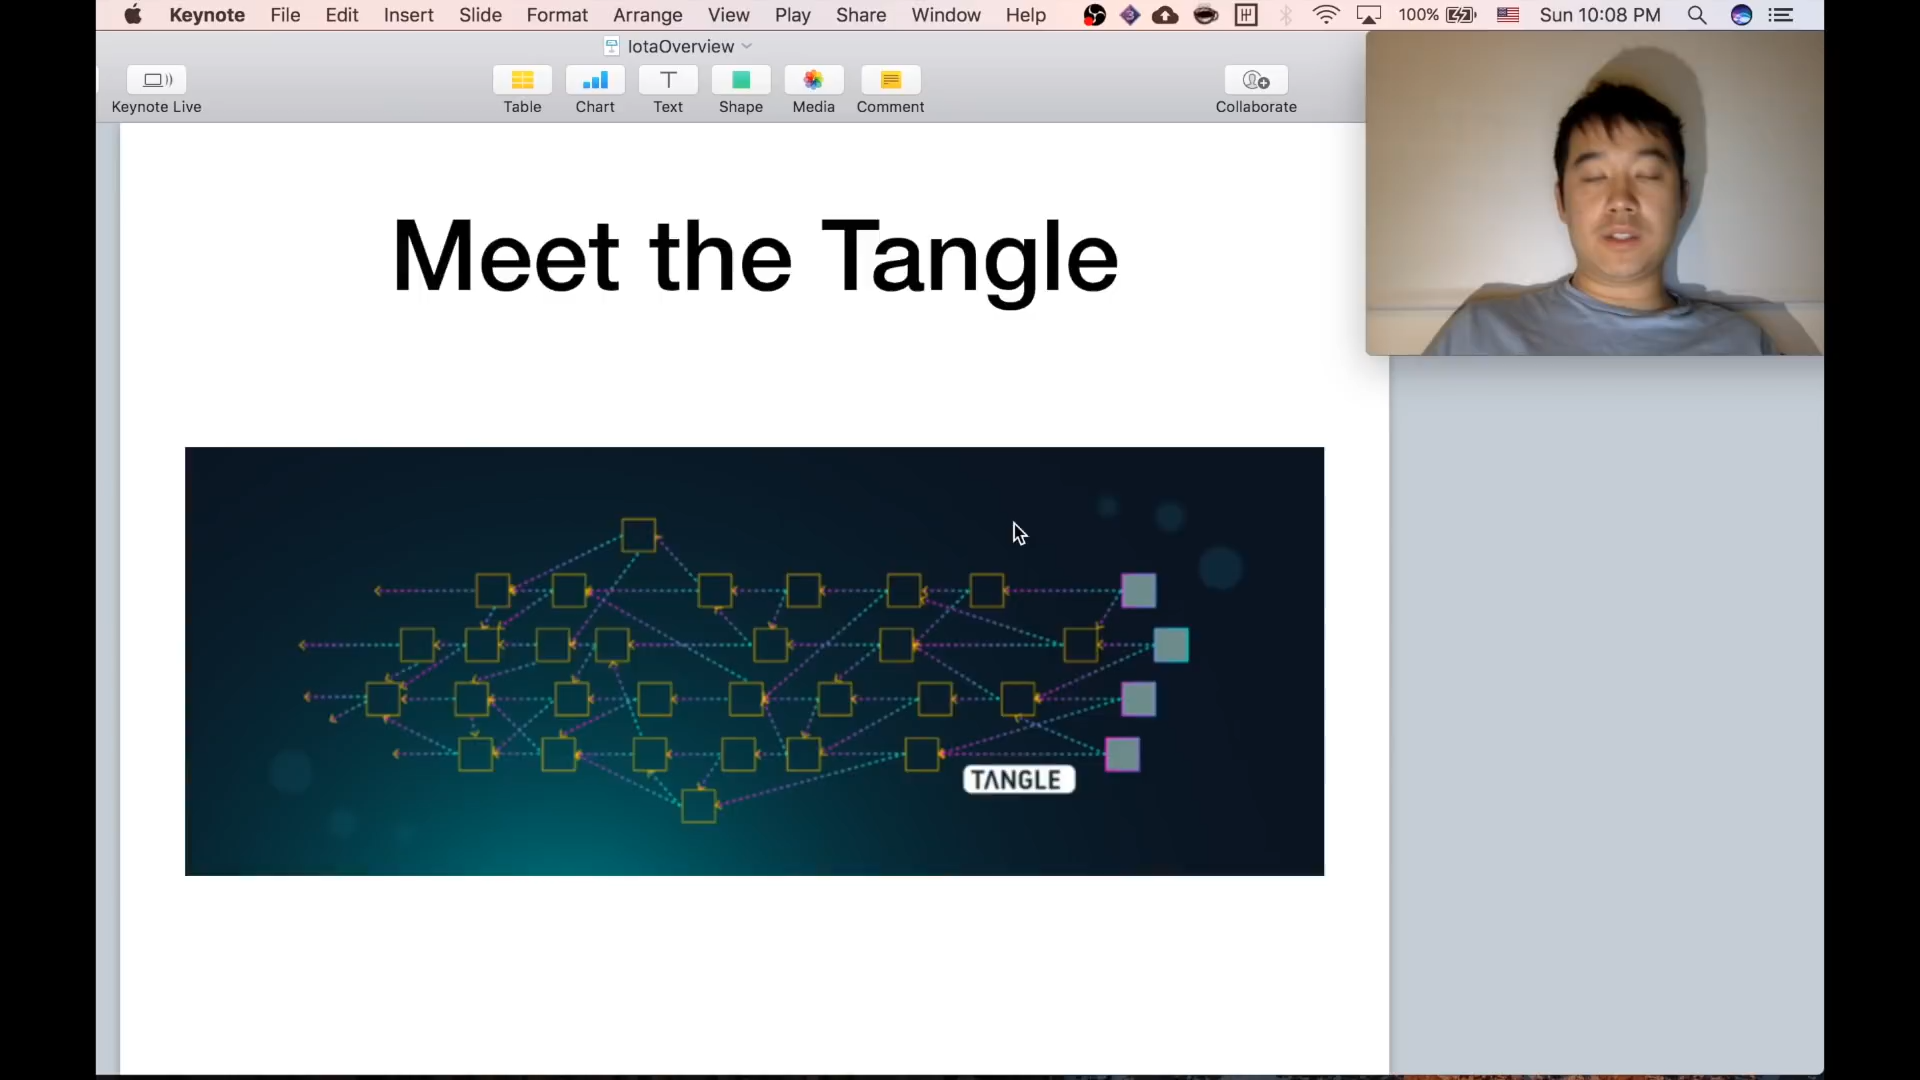 Keynote File Edit Insert Slide Format Arrange View Play Share Window Help 3 100% Sun 10:08 PM
IotaOverview
Keynote Live Table Chart Text Shape Media Comment Collaborate
Meet the Tangle
TANGLE